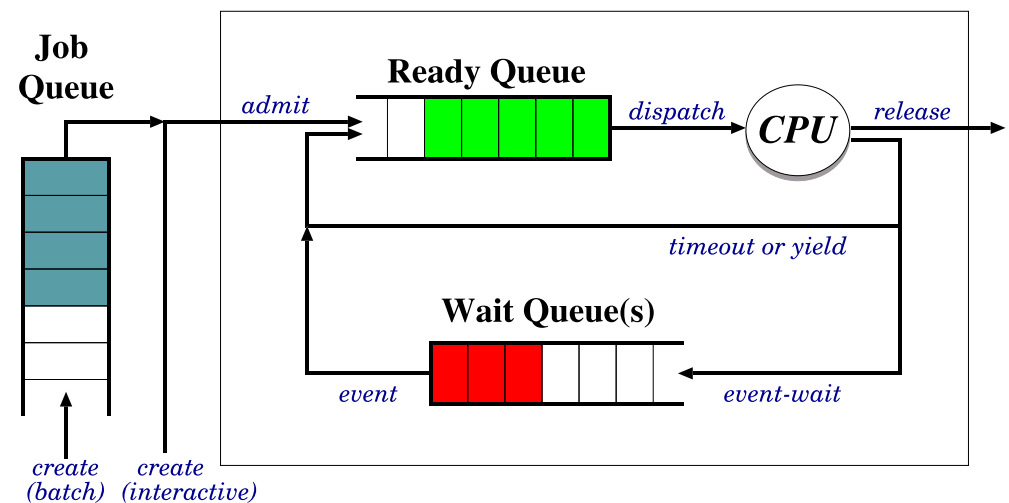 Job
Queue
Ready Queue
admit
dispatch
CPU
release
timeout or yield
Wait Queue(s)
event
event-wait
create
(batch)
create
(interactive)